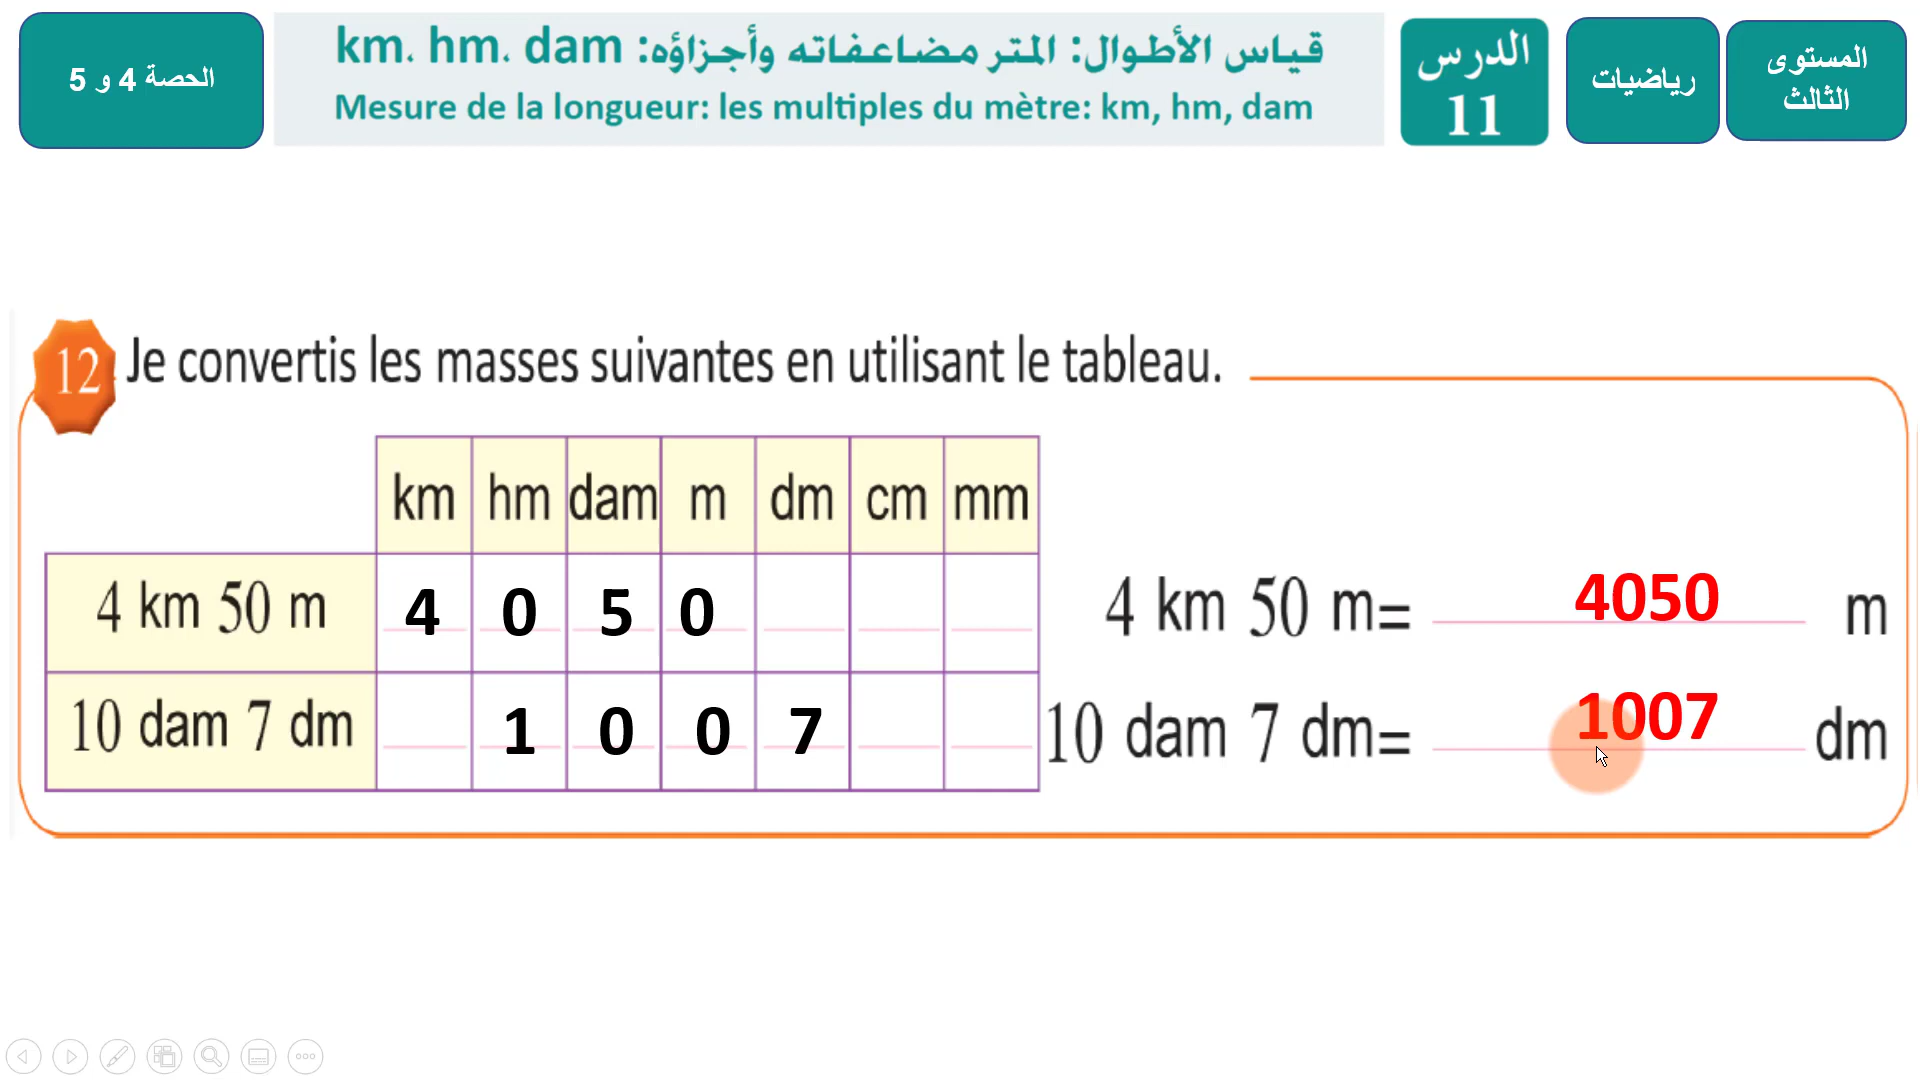 المستوى
الثالث
رياضيات
الدرس
11
قياس الأطوال: المتر مضاعفاته وأجزاؤه: km، hm، dam
Mesure de la longueur: les multiples du mètre: km, hm, dam
الحصة 4 و 5
12 Je convertis les masses suivantes en utilisant le tableau.
km hm dam m dm cm mm
4 km 50 m 4 0 5 0
4 km 50 m= 4050 m
10 dam 7 dm 1 0 0 7
10 dam 7 dm= 1007 dm